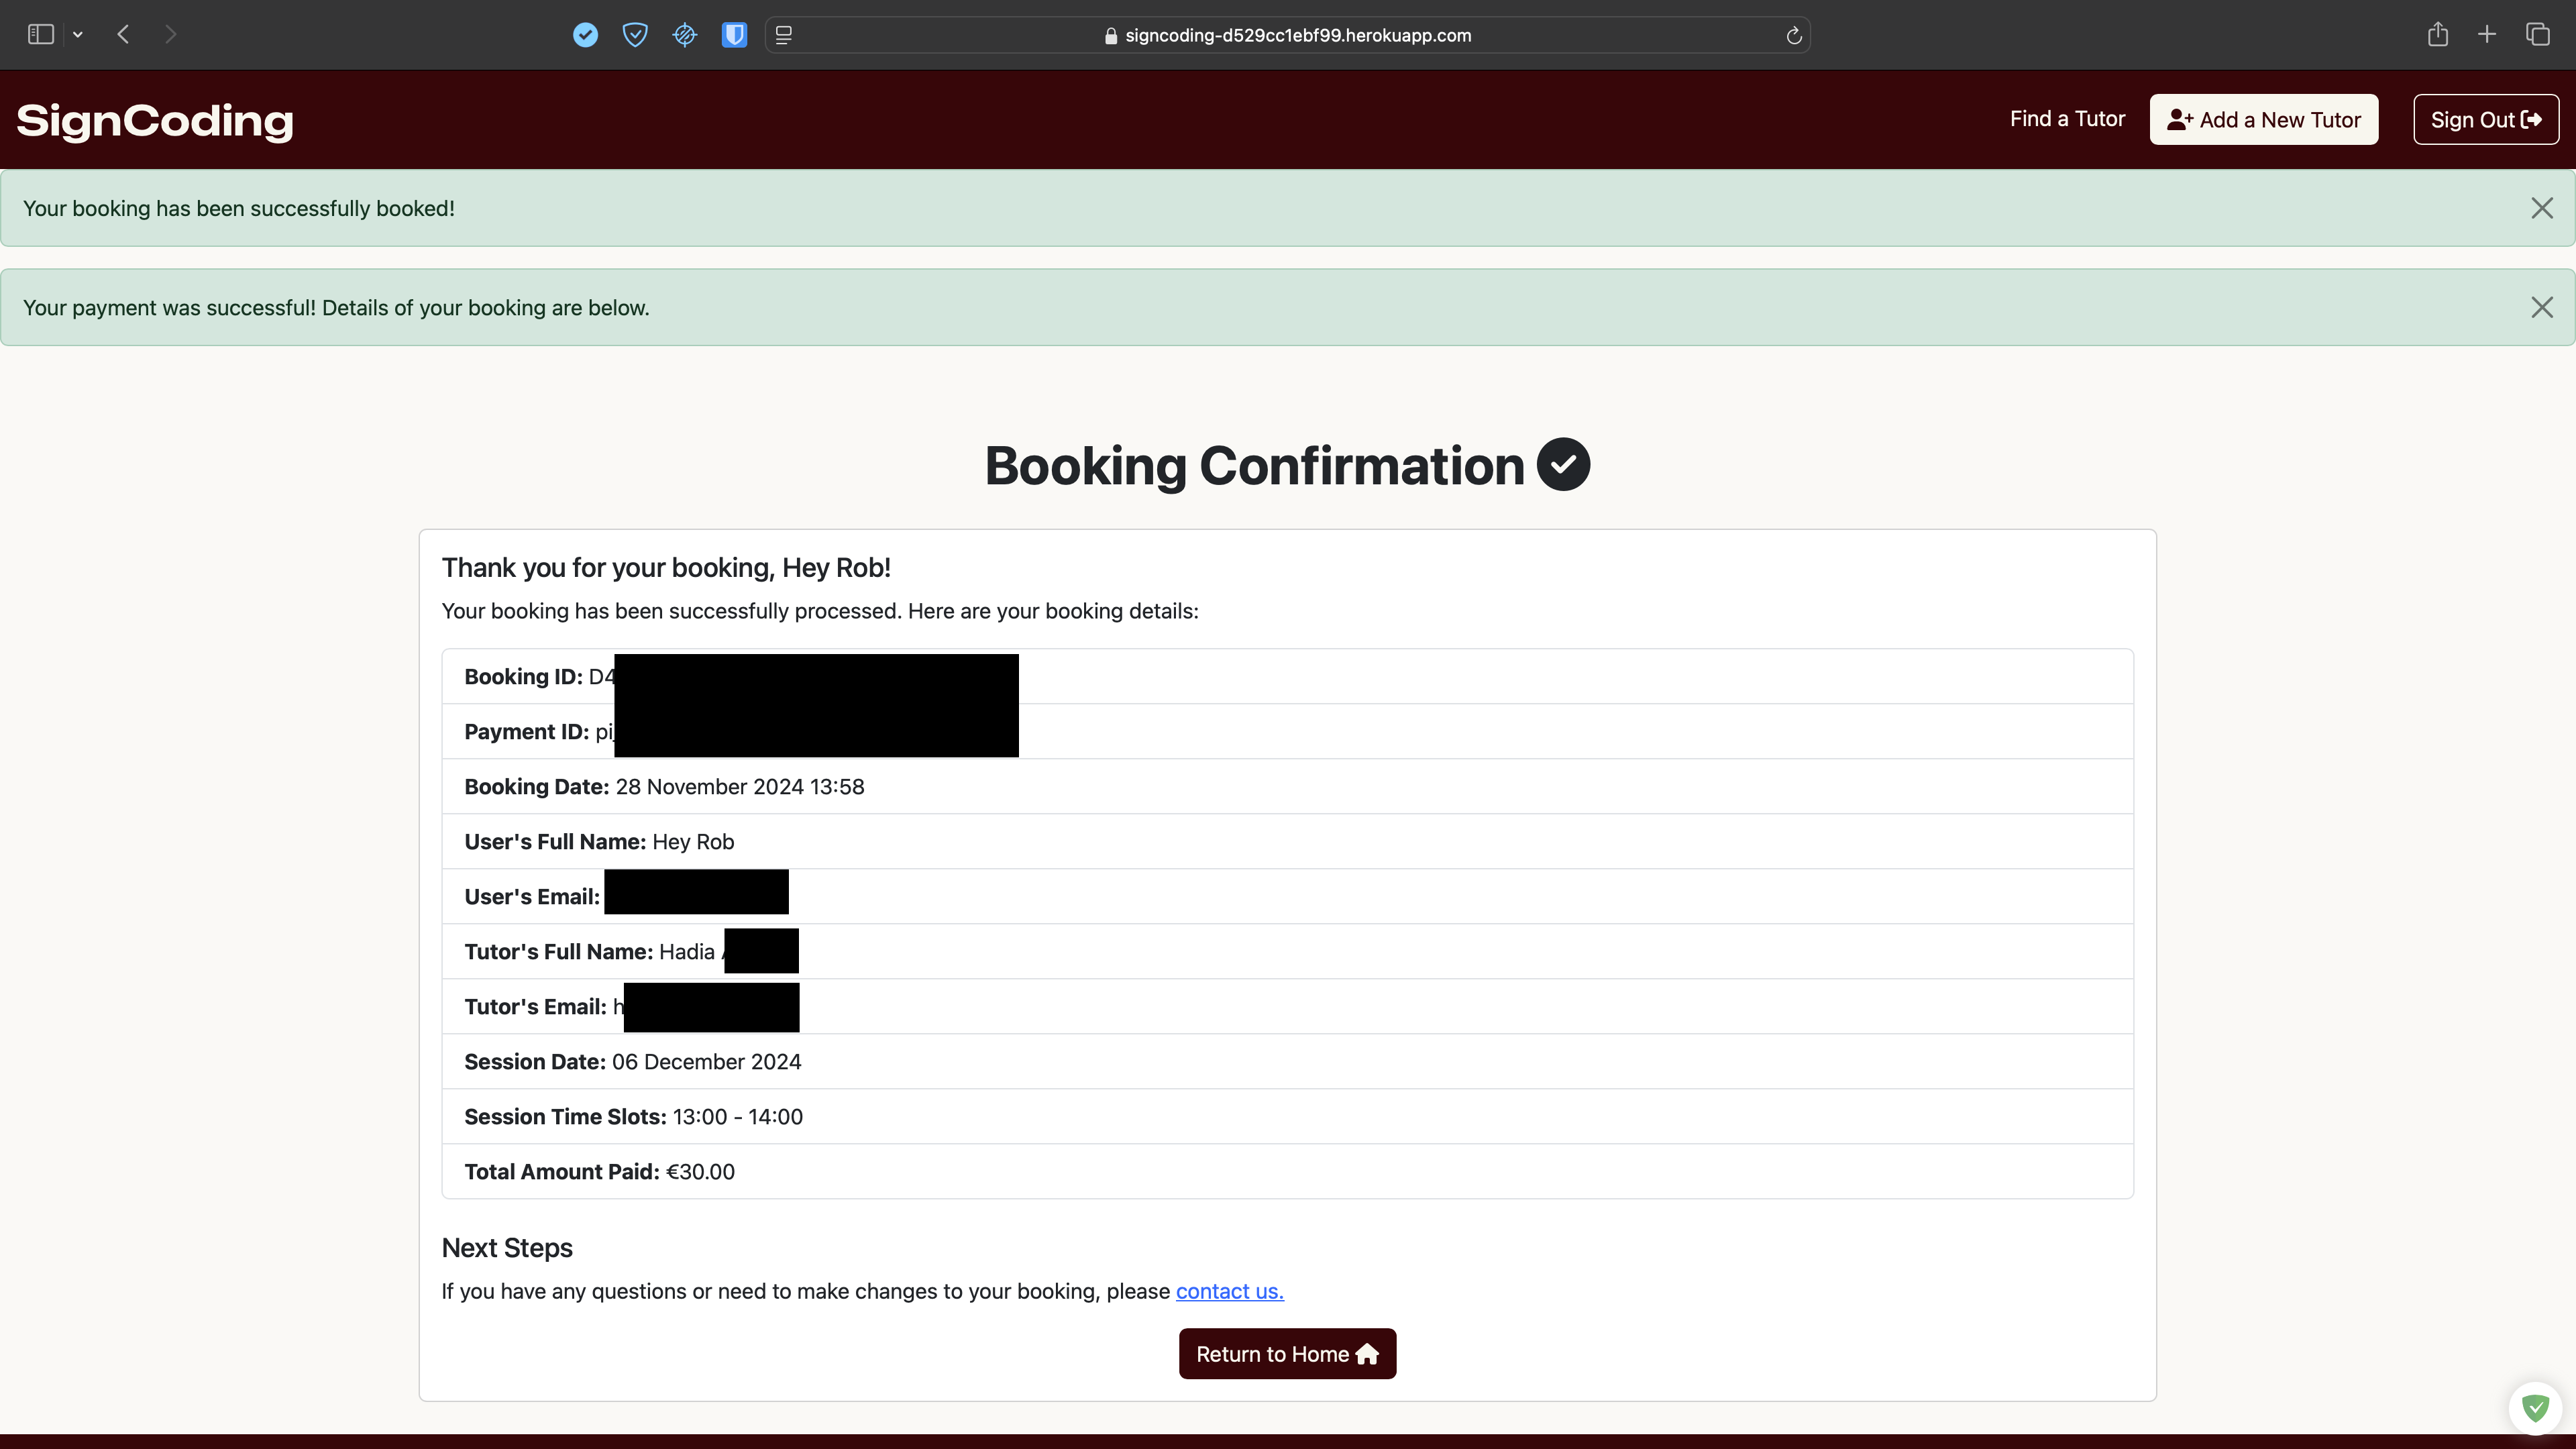 signcoding-d529cc1ebf99.herokuapp.com
SignCoding
Find a Tutor
Add a New Tutor
Sign Out
Your booking has been successfully booked!
Your payment was successful! Details of your booking are below.
Booking Confirmation
Thank you for your booking, Hey Rob!
Your booking has been successfully processed. Here are your booking details:
Booking ID: D4
Payment ID: pi
Booking Date: 28 November 2024 13:58
User's Full Name: Hey Rob
User's Email:
Tutor's Full Name: Hadia
Tutor's Email: h
Session Date: 06 December 2024
Session Time Slots: 13:00 - 14:00
Total Amount Paid: €30.00
Next Steps
If you have any questions or need to make changes to your booking, please contact us.
Return to Home